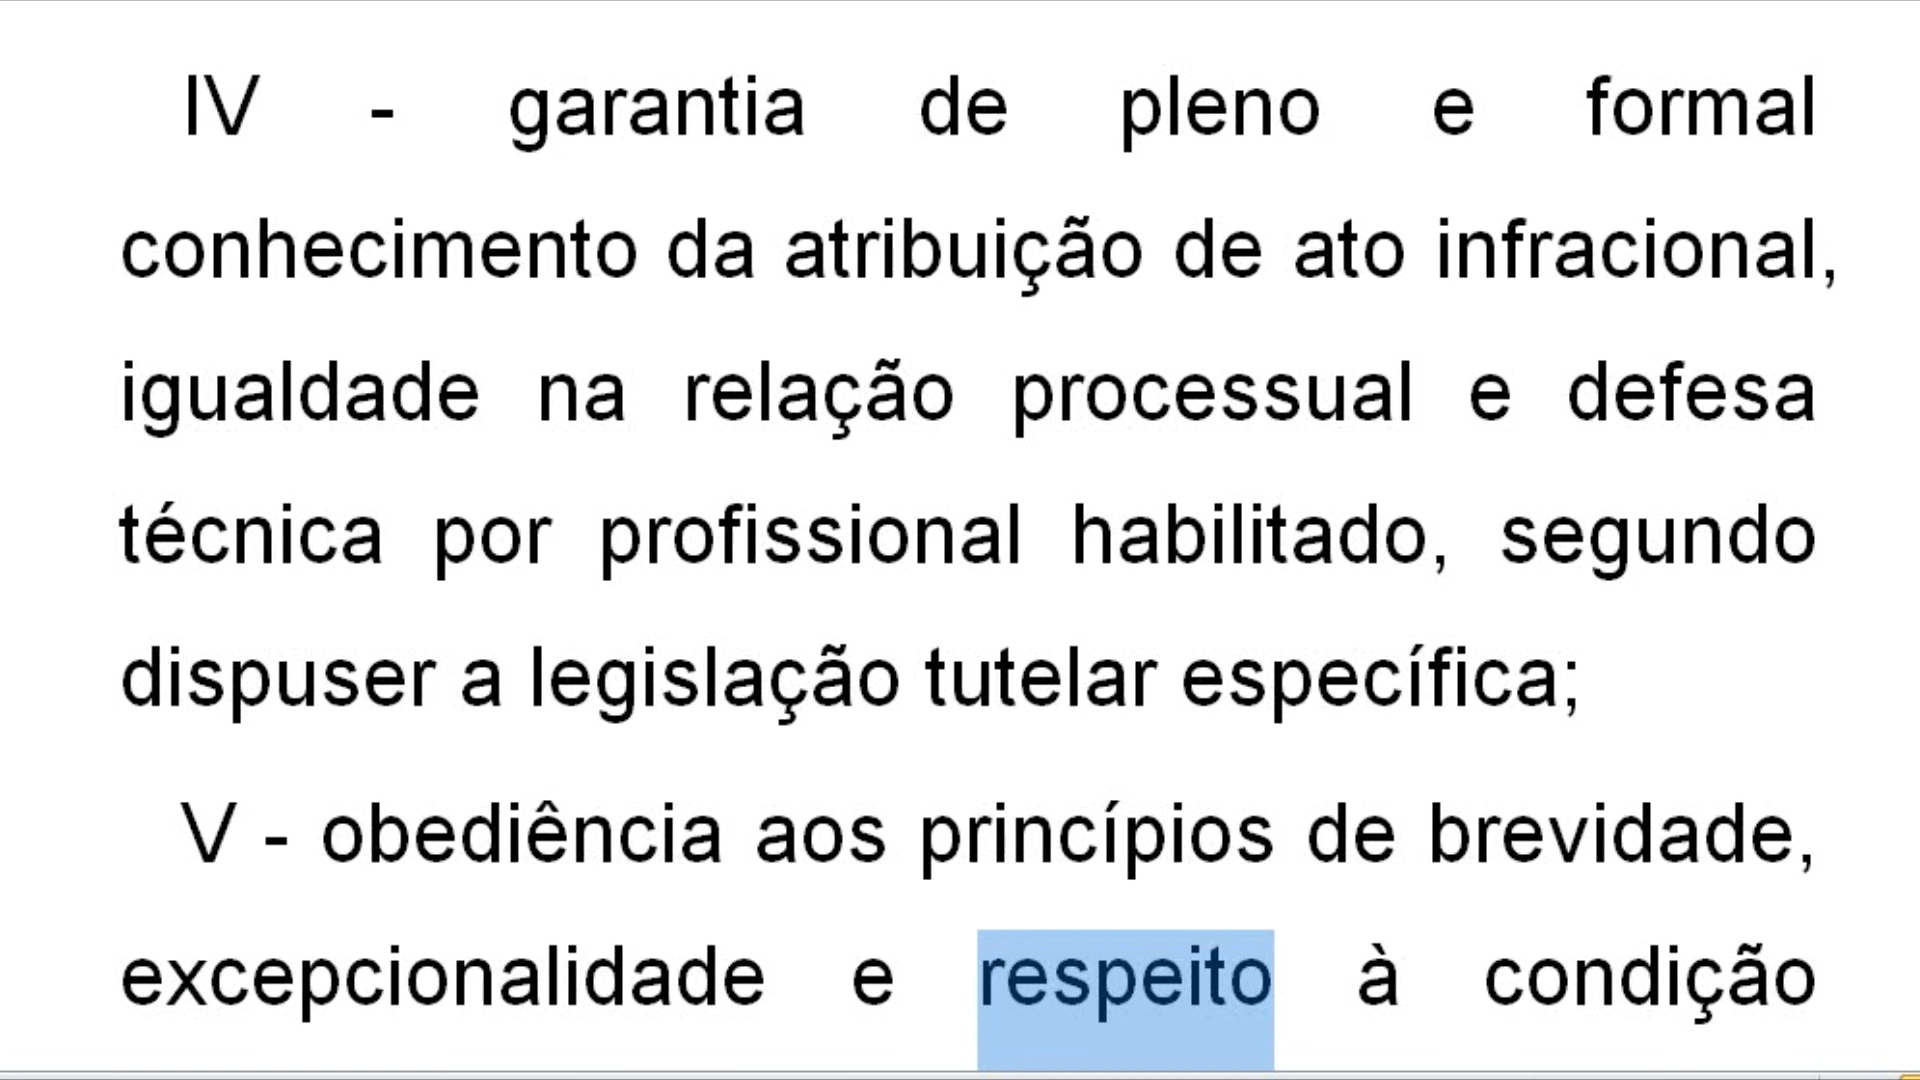 IV - garantia de pleno e formal
conhecimento da atribuição de ato infracional,
igualdade na relação processual e defesa
técnica por profissional habilitado, segundo
dispuser a legislação tutelar específica;
V - obediência aos princípios de brevidade,
excepcionalidade e respeito à condição